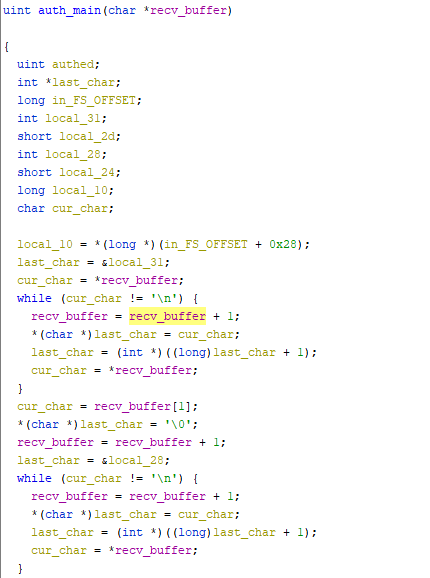 uint auth_main(char *recv_buffer)
{
uint authed;
int *last_char;
long in_FS_OFFSET;
int local_31;
short local_2d;
int local_28;
short local_24;
long local_10;
char cur_char;
local_10 = *(long *)(in_FS_OFFSET + 0x28);
last_char = &local_31;
cur_char = *recv_buffer;
while (cur_char != '\n') {
recv_buffer = recv_buffer + 1;
*(char *)last_char = cur_char;
last_char = (int *)((long)last_char + 1);
cur_char = *recv_buffer;
}
cur_char = recv_buffer[1];
*(char *)last_char = '\0';
recv_buffer = recv_buffer + 1;
last_char = &local_28;
while (cur_char != '\n') {
recv_buffer = recv_buffer + 1;
*(char *)last_char = cur_char;
last_char = (int *)((long)last_char + 1);
cur_char = *recv_buffer;
}